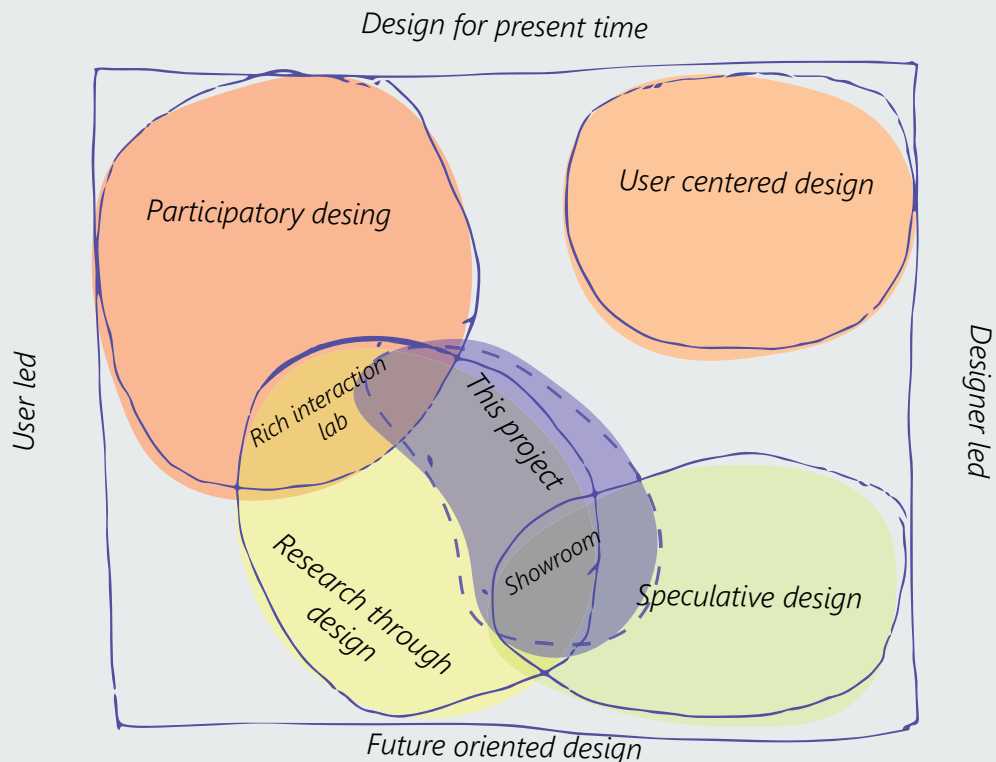 Design for present time
User centered design
Participatory desing
User led
Designer led
Rich interaction
lab
This project
Showroom
Research through
design
Speculative design
Future oriented design